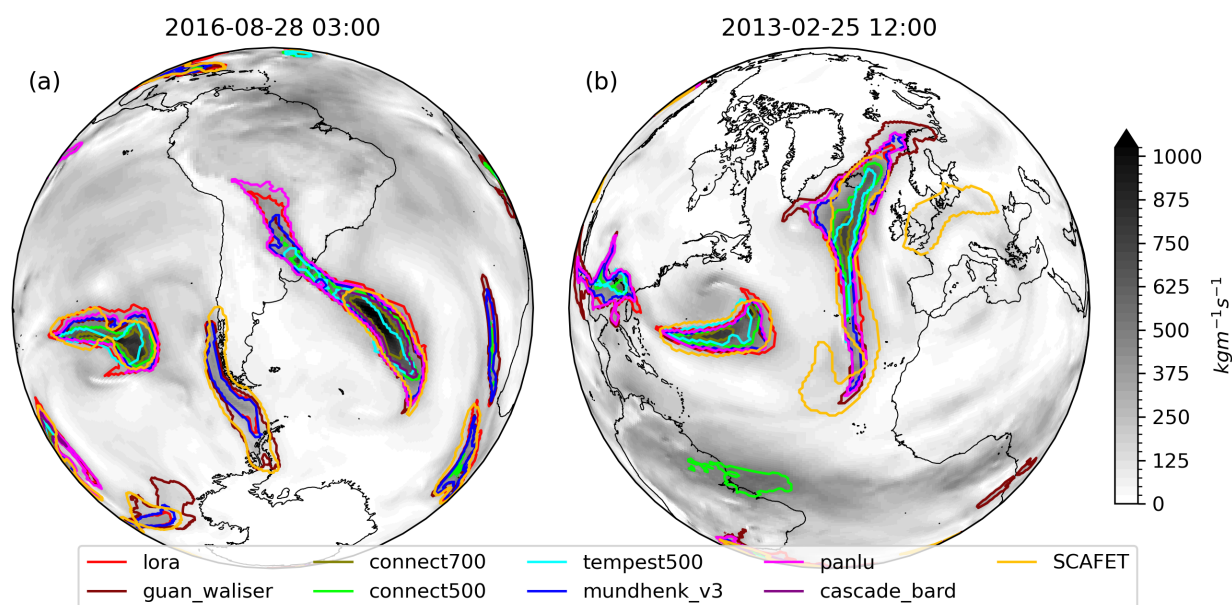 2016-08-28 03:00
2013-02-25 12:00
(a)
(b)
1000
875
750
625
500
375
250
125
0
kgm⁻¹s⁻¹
lora
connect700
tempest500
panlu
SCAFET
guan_waliser
connect500
mundhenk_v3
cascade_bard